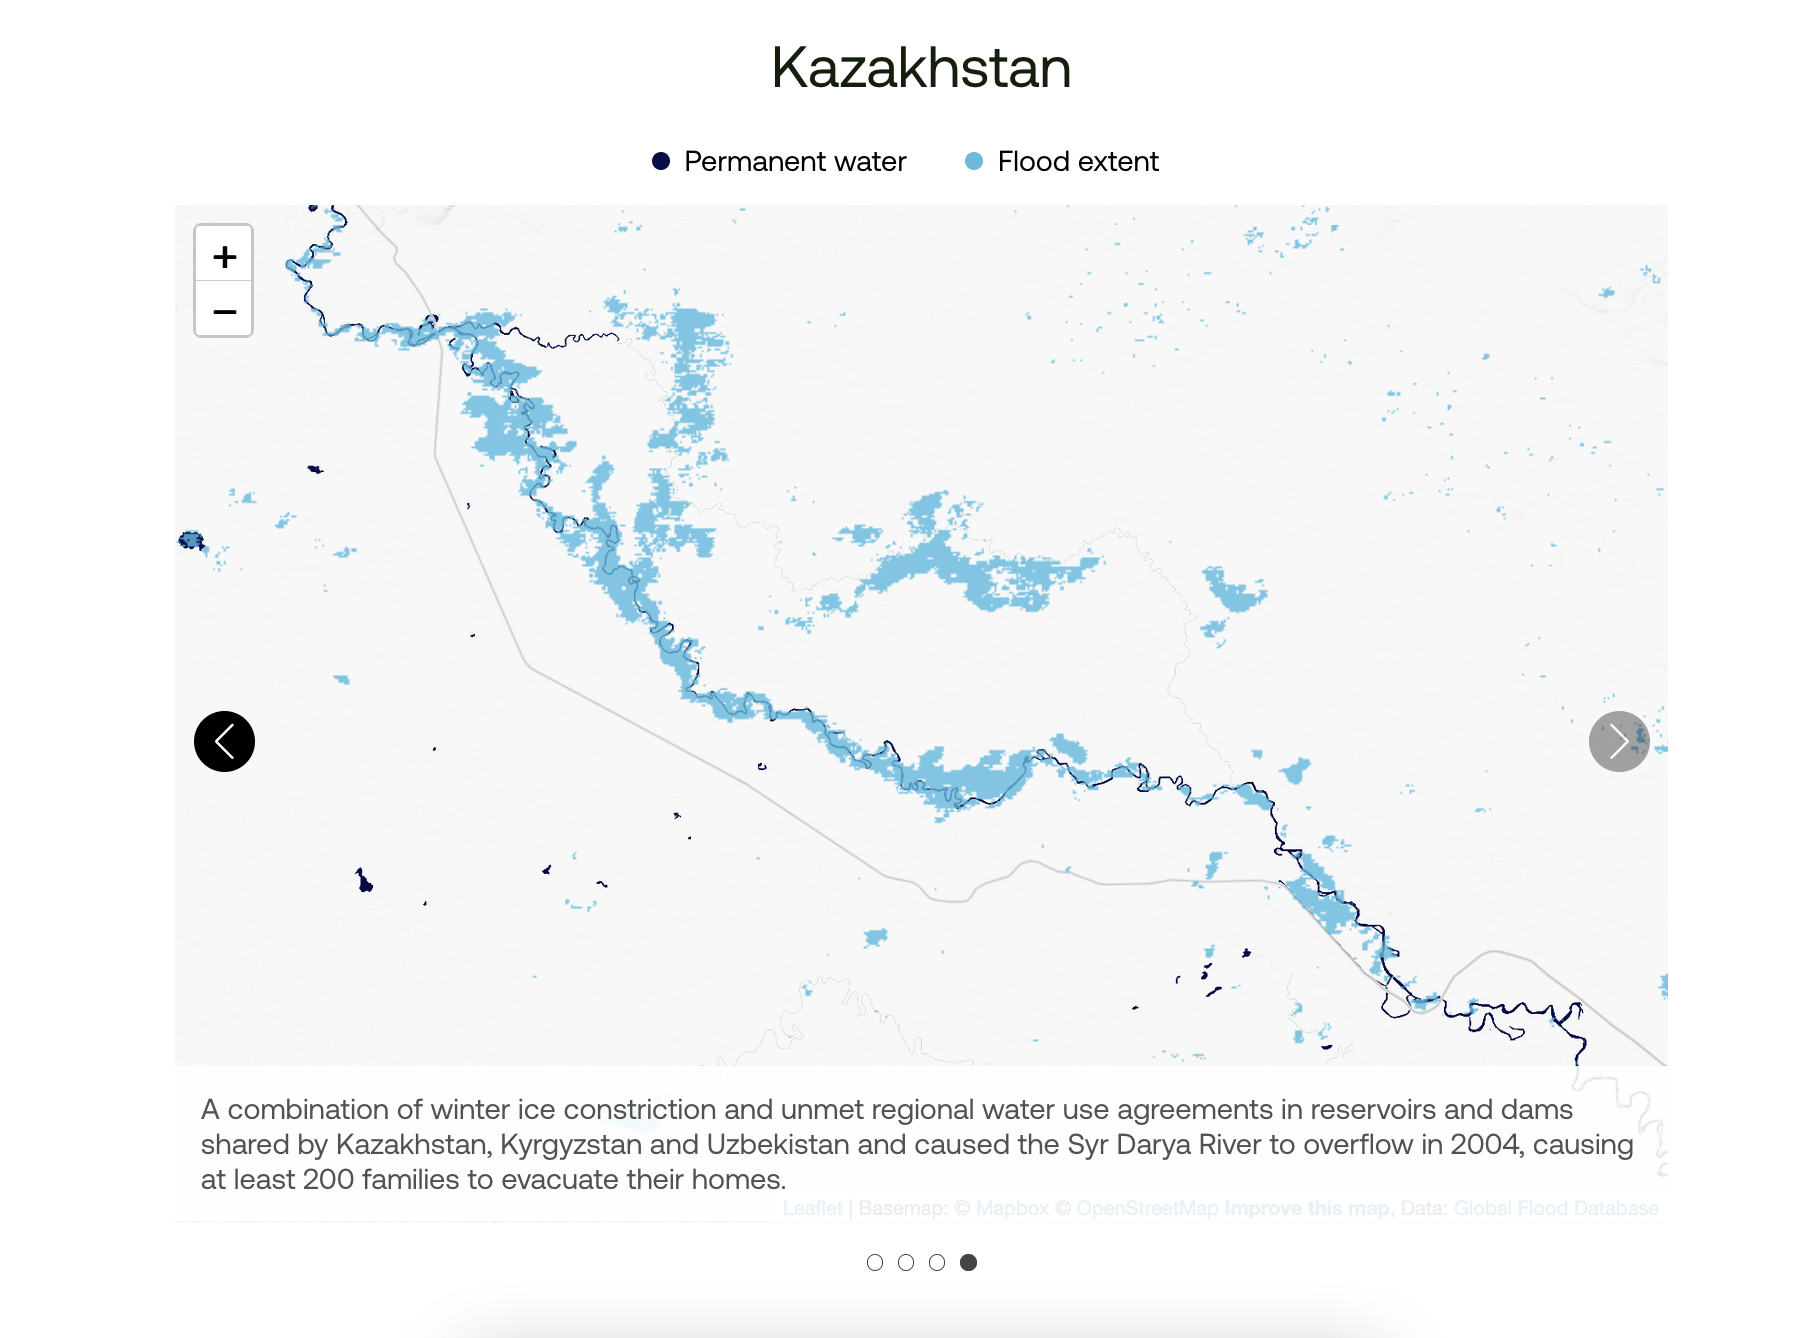 Kazakhstan
Permanent water
Flood extent
+
−
A combination of winter ice constriction and unmet regional water use agreements in reservoirs and dams
shared by Kazakhstan, Kyrgyzstan and Uzbekistan and caused the Syr Darya River to overflow in 2004, causing
at least 200 families to evacuate their homes.
Leaflet | Basemap: © Mapbox © OpenStreetMap Improve this map, Data: Global Flood Database